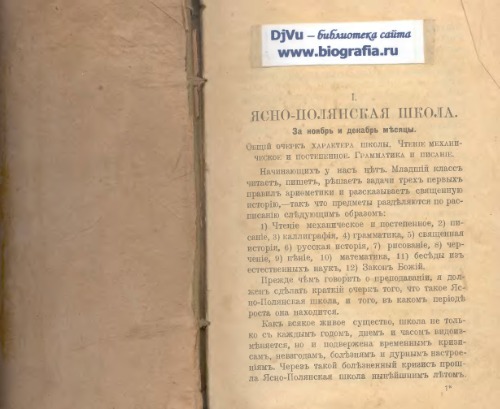 DjVu – библиотека сайта
www.biografia.ru
I.
ЯСНО-ПОЛЯНСКАЯ ШКОЛА.
За ноябрь и декабрь мѣсяцы.
Общій очеркъ характера школы. Чтеніе механи-
ческое и постепенное. Грамматика и писаніе.
Начинающихъ у насъ нѣтъ. Младшій классъ
читаетъ, пишетъ, рѣшаетъ задачи трехъ первыхъ
правилъ ариѳметики и разсказываетъ священную
исторію,—такъ что предметы раздѣляются по рас-
писанію слѣдующимъ образомъ:
1) Чтеніе механическое и постепенное, 2) пи-
саніе, 3) каллиграфія, 4) грамматика, 5) священная
исторія, 6) русская исторія, 7) рисованіе, 8) чер-
ченіе, 9) пѣніе, 10) математика, 11) бесѣды изъ
естественныхъ наукъ, 12) Законъ Божій.
Прежде чѣмъ говорить о преподаваніи, я дол-
женъ сдѣлать краткій очеркъ того, что такое Яс-
но-Полянская школа, и того, въ какомъ періодѣ
роста она находится.
Какъ всякое живое существо, школа не толь-
ко съ каждымъ годомъ, днемъ и часомъ видоиз-
мѣняется, но и подвержена временнымъ кризи-
самъ, невзгодамъ, болѣзнямъ и дурнымъ настрое-
ніямъ. Черезъ такой болѣзненный кризисъ прош-
ла Ясно-Полянская школа нынѣшнимъ лѣтомъ.
1*